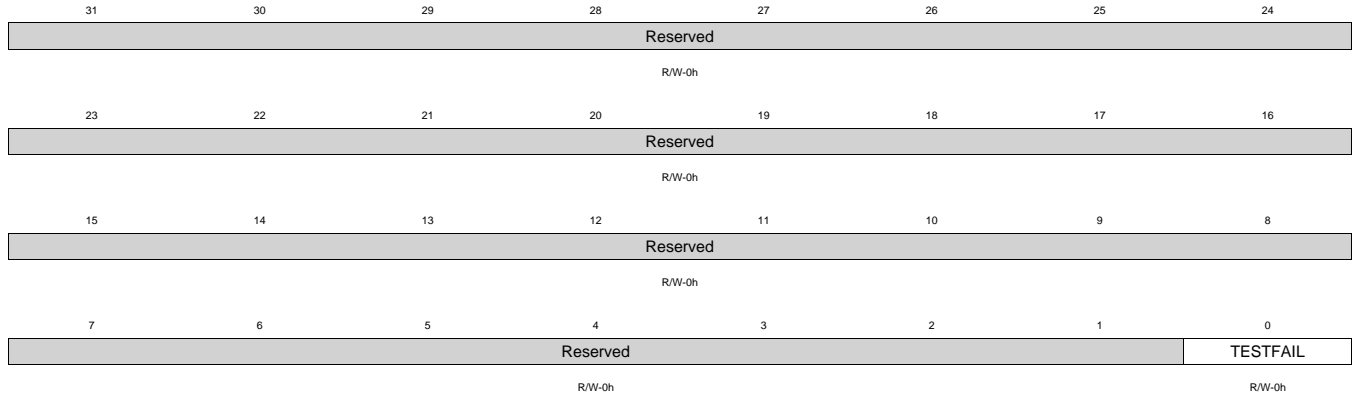 31 30 29 28 27 26 25 24
Reserved
R/W-0h
23 22 21 20 19 18 17 16
Reserved
R/W-0h
15 14 13 12 11 10 9 8
Reserved
R/W-0h
7 6 5 4 3 2 1 0
Reserved TESTFAIL
R/W-0h R/W-0h